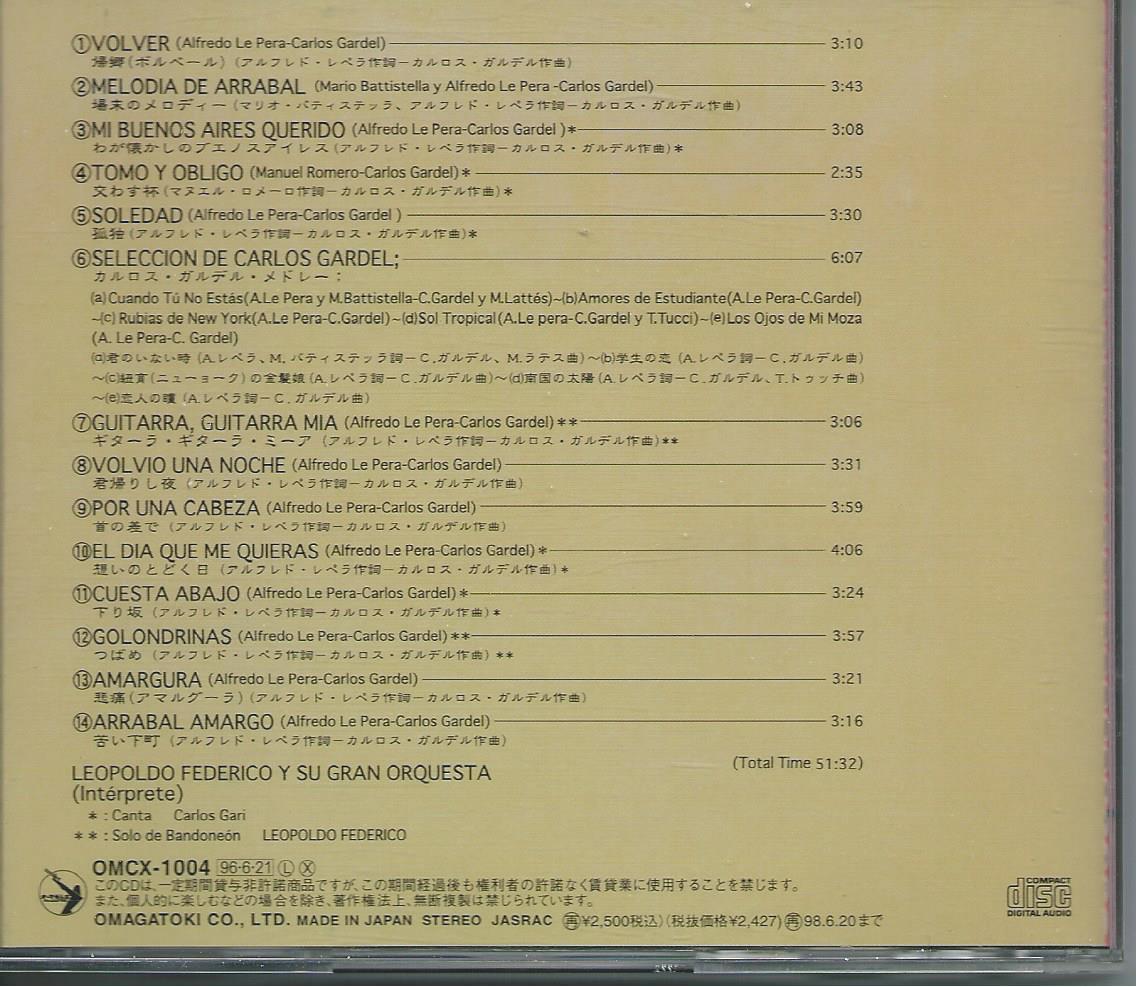 ①VOLVER (Alfredo Le Pera-Carlos Gardel) 3:10
帰郷(ボルベール) (アルフレド・レペラ作詞－カルロス・ガルデル作曲)
②MELODIA DE ARRABAL (Mario Battistella y Alfredo Le Pera -Carlos Gardel) 3:43
場末のメロディー (マリオ・バティステッラ、アルフレド・レペラ作詞－カルロス・ガルデル作曲)
③MI BUENOS AIRES QUERIDO (Alfredo Le Pera-Carlos Gardel )* 3:08
わが懐かしのブエノスアイレス (アルフレド・レペラ作詞－カルロス・ガルデル作曲)*
④TOMO Y OBLIGO (Manuel Romero-Carlos Gardel)* 2:35
交わす杯 (マヌエル・ロメーロ作詞－カルロス・ガルデル作曲)*
⑤SOLEDAD (Alfredo Le Pera-Carlos Gardel ) 3:30
孤独 (アルフレド・レペラ作詞－カルロス・ガルデル作曲)*
⑥SELECCION DE CARLOS GARDEL; 6:07
カルロス・ガルデル・メドレー：
(a)Cuando Tú No Estás(A.Le Pera y M.Battistella-C.Gardel y M.Lattés)~(b)Amores de Estudiante(A.Le Pera-C.Gardel)
~(c) Rubias de New York(A.Le Pera-C.Gardel)~(d)Sol Tropical(A.Le pera-C.Gardel y T.Tucci)~(e)Los Ojos de Mi Moza
(A. Le Pera-C. Gardel)
(a)君のいない時 (A.レペラ、M.バティステッラ詞－C.ガルデル、M.ラテス曲)～(b)学生の恋 (A.レペラ詞－C.ガルデル曲)
～(c)紐育(ニューヨーク)の金髪娘 (A.レペラ詞－C.ガルデル曲)～(d)南国の太陽 (A.レペラ詞－C.ガルデル、T.トゥッチ曲)
～(e)恋人の瞳 (A.レペラ詞－C.ガルデル曲)
⑦GUITARRA, GUITARRA MIA (Alfredo Le Pera-Carlos Gardel)** 3:06
ギターラ・ギターラ・ミーア (アルフレド・レペラ作詞－カルロス・ガルデル作曲)**
⑧VOLVIO UNA NOCHE (Alfredo Le Pera-Carlos Gardel) 3:31
君帰りし夜 (アルフレド・レペラ作詞－カルロス・ガルデル作曲)
⑨POR UNA CABEZA (Alfredo Le Pera-Carlos Gardel) 3:59
首の差で (アルフレド・レペラ作詞－カルロス・ガルデル作曲)
⑩EL DIA QUE ME QUIERAS (Alfredo Le Pera-Carlos Gardel)* 4:06
想いのとどく日 (アルフレド・レペラ作詞－カルロス・ガルデル作曲)*
⑪CUESTA ABAJO (Alfredo Le Pera-Carlos Gardel)* 3:24
下り坂 (アルフレド・レペラ作詞－カルロス・ガルデル作曲)*
⑫GOLONDRINAS (Alfredo Le Pera-Carlos Gardel)** 3:57
つばめ (アルフレド・レペラ作詞－カルロス・ガルデル作曲)**
⑬AMARGURA (Alfredo Le Pera-Carlos Gardel) 3:21
悲痛(アマルグーラ) (アルフレド・レペラ作詞－カルロス・ガルデル作曲)
⑭ARRABAL AMARGO (Alfredo Le Pera-Carlos Gardel) 3:16
苦い下町 (アルフレド・レペラ作詞－カルロス・ガルデル作曲)
(Total Time 51:32)
LEOPOLDO FEDERICO Y SU GRAN ORQUESTA
(Intérprete)
* : Canta Carlos Gari
** : Solo de Bandoneón LEOPOLDO FEDERICO
OMCX-1004 96·6·21 Ⓛ Ⓧ
このCDは、一定期間貸与非許諾商品ですが、この期間経過後も権利者の許諾なく賃貸業に使用することを禁じます。
また、個人的に楽しむなどの場合を除き、著作権法上、無断複製は禁じられています。
OMAGATOKI CO., LTD. MADE IN JAPAN STEREO JASRAC ㊢¥2,500(税込)(税抜価格¥2,427) ㊢98.6.20まで
COMPACT
disc
DIGITAL AUDIO